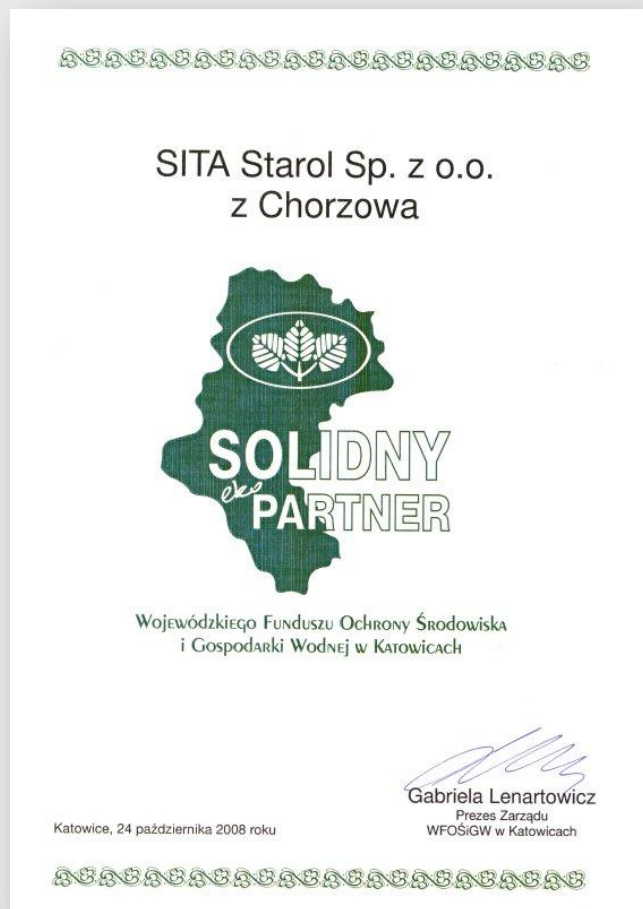 SITA Starol Sp. z o.o.
z Chorzowa
SOLIDNY
eko
PARTNER
Wojewódzkiego Funduszu Ochrony Środowiska
i Gospodarki Wodnej w Katowicach
Gabriela Lenartowicz
Prezes Zarządu
WFOŚiGW w Katowicach
Katowice, 24 października 2008 roku